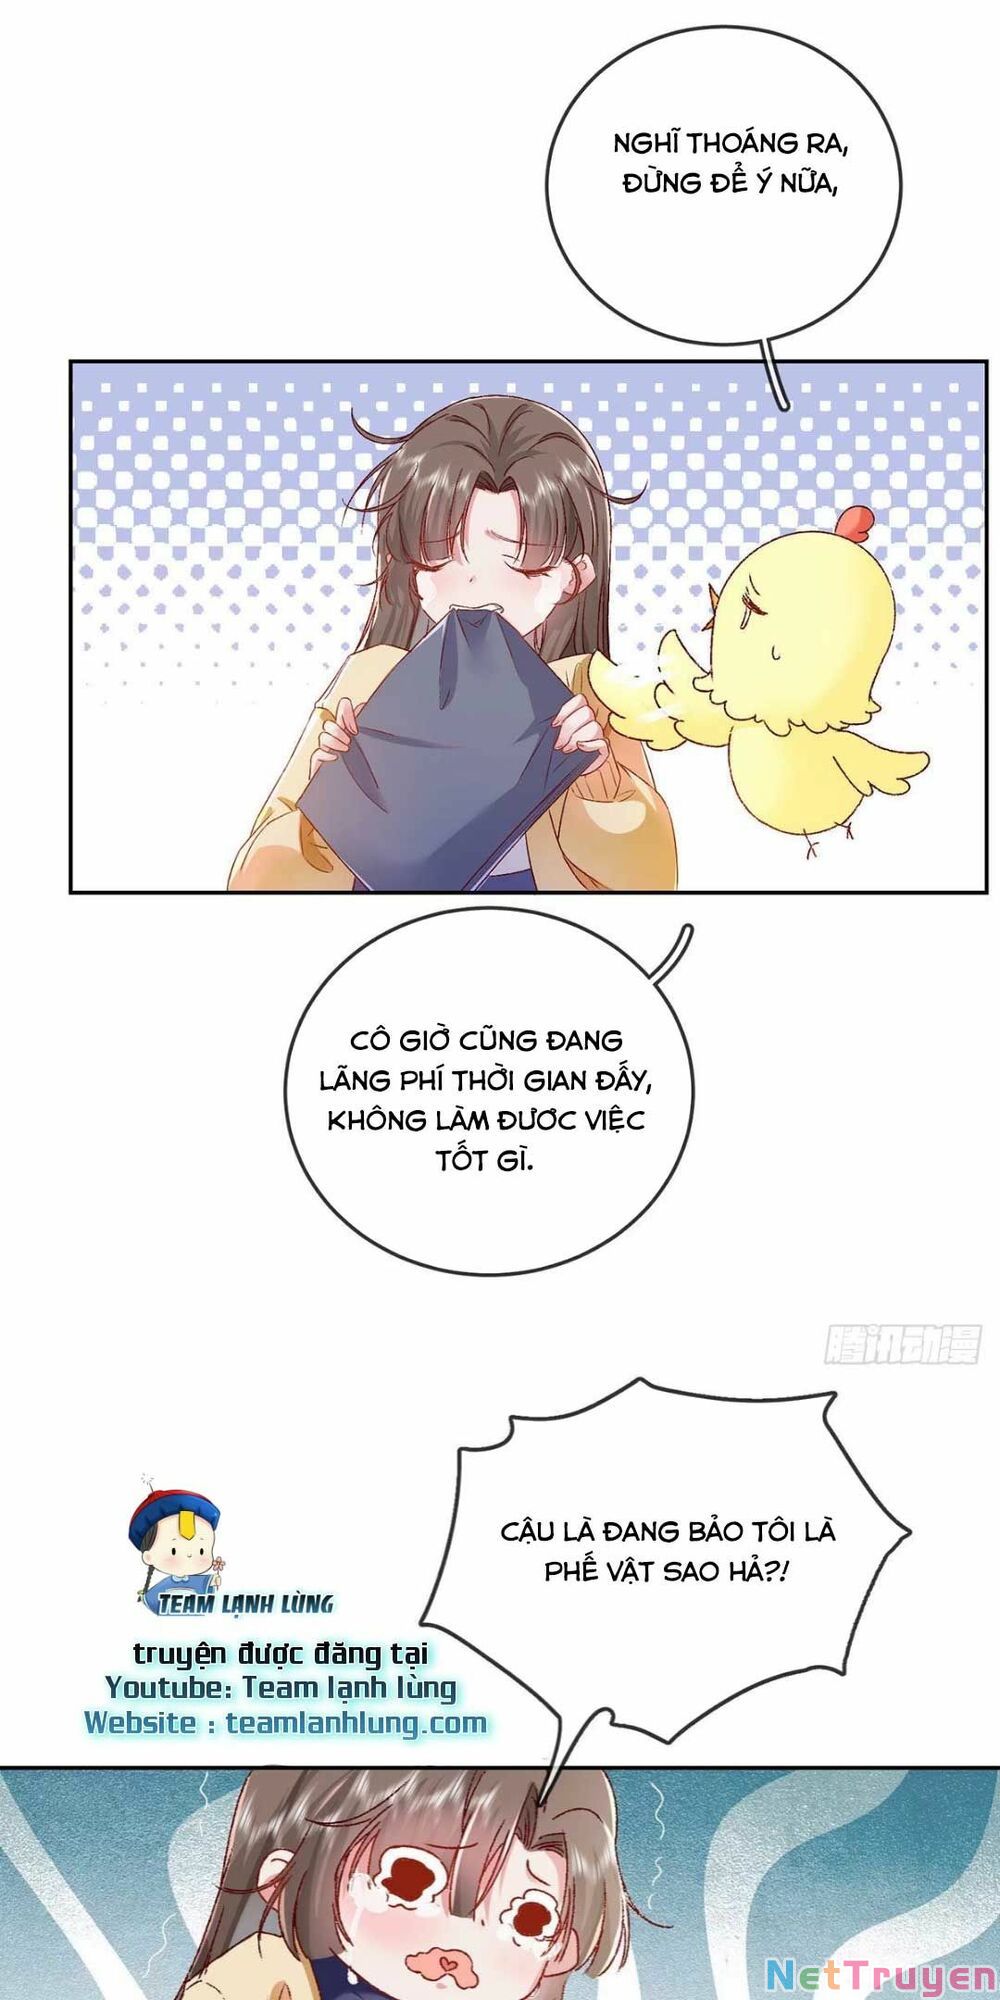 NGHĨ THOÁNG RA,
ĐỪNG ĐỂ Ý NỮA,
CÔ GIỜ CŨNG ĐANG
LÃNG PHÍ THỜI GIAN ĐẤY,
KHÔNG LÀM ĐƯƠC VIỆC
TỐT GÌ.
腾讯动漫
CẬU LÀ ĐANG BẢO TÔI LÀ
PHẾ VẬT SAO HẢ?!
TEAM LẠNH LÙNG
truyện được đăng tại
Youtube: Team lạnh lùng
Website : teamlanhlung.com
NetTruyen